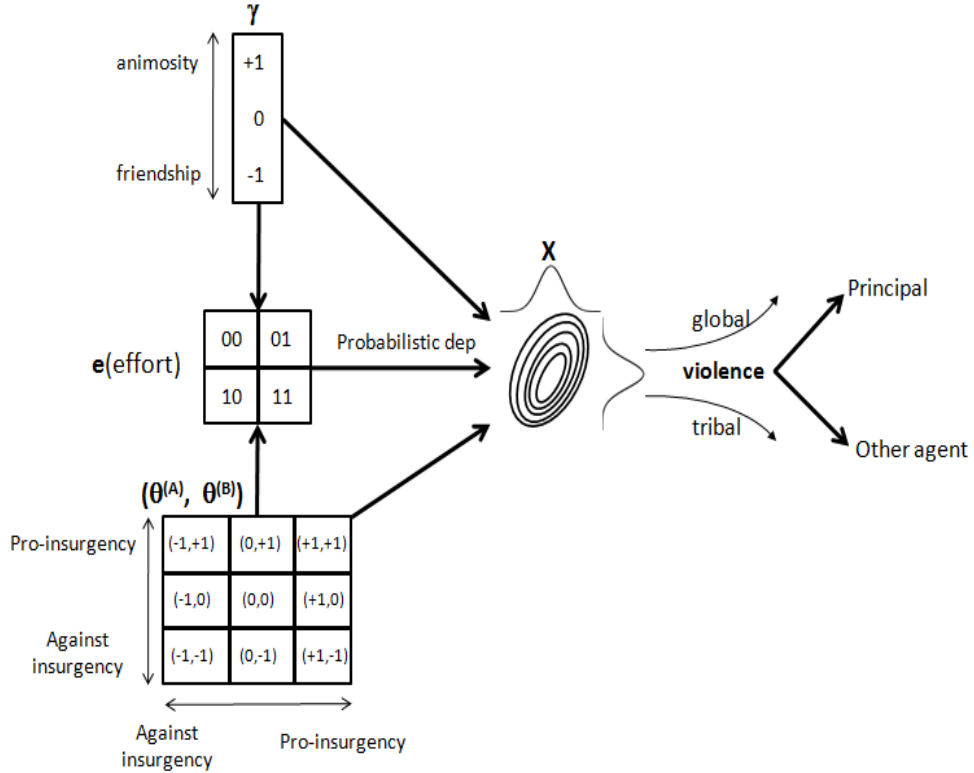 γ
animosity
+1
0
friendship
-1
X
Principal
global
00
01
Probabilistic dep
e(effort)
violence
10
11
tribal
Other agent
(θ(A), θ(B))
Pro-insurgency
(-1,+1)
(0,+1)
(+1,+1)
(-1,0)
(0,0)
(+1,0)
Against
insurgency
(-1,-1)
(0,-1)
(+1,-1)
Against
insurgency
Pro-insurgency